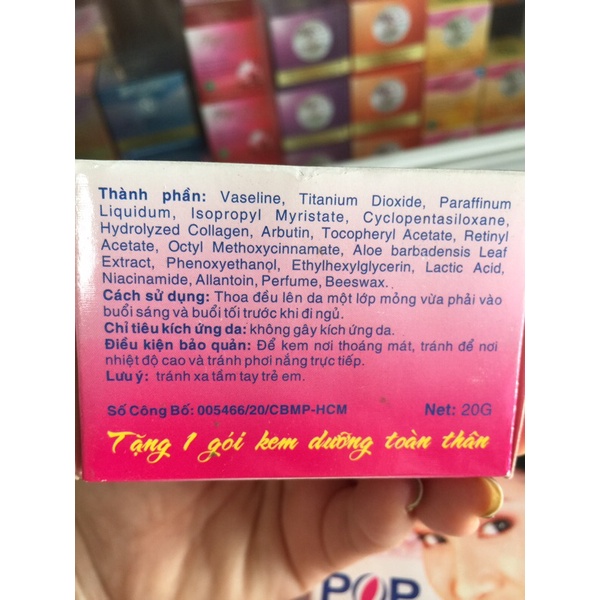 Thành phần: Vaseline, Titanium Dioxide, Paraffinum
Liquidum, Isopropyl Myristate, Cyclopentasiloxane,
Hydrolyzed Collagen, Arbutin, Tocopheryl Acetate, Retinyl
Acetate, Octyl Methoxycinnamate, Aloe barbadensis Leaf
Extract, Phenoxyethanol, Ethylhexylglycerin, Lactic Acid,
Niacinamide, Allantoin, Perfume, Beeswax.
Cách sử dụng: Thoa đều lên da một lớp mỏng vừa phải vào
buổi sáng và buổi tối trước khi đi ngủ.
Chỉ tiêu kích ứng da: không gây kích ứng da.
Điều kiện bảo quản: Để kem nơi thoáng mát, tránh để nơi
nhiệt độ cao và tránh phơi nắng trực tiếp.
Lưu ý: tránh xa tầm tay trẻ em.
Số Công Bố: 005466/20/CBMP-HCM Net: 20G
Tặng 1 gói kem dưỡng toàn thân
POP